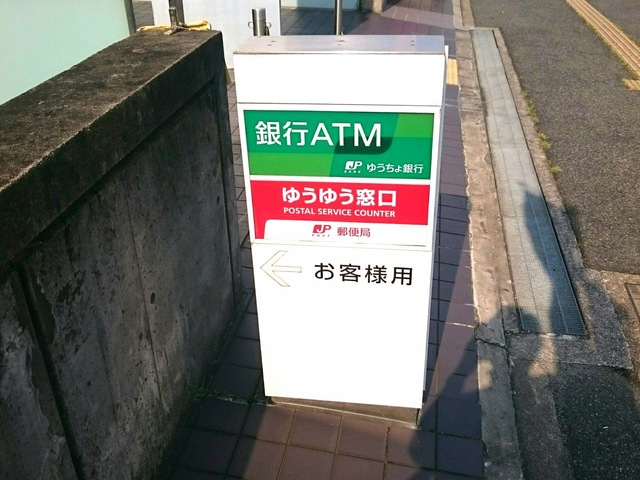 銀行ATM
JP ゆうちょ銀行
ゆうゆう窓口
POSTAL SERVICE COUNTER
JP 郵便局
お客様用